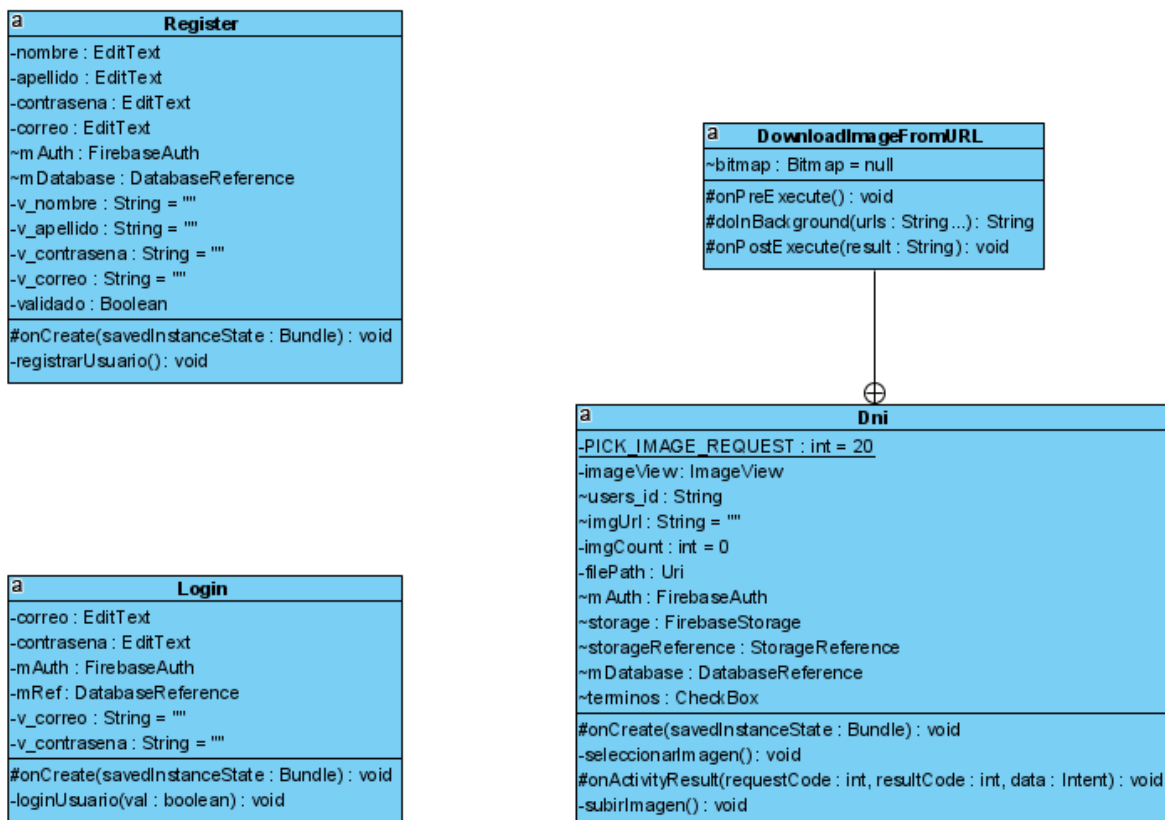 a
Register
-nombre : EditText
-apellido : EditText
-contrasena : EditText
-correo : EditText
~mAuth : FirebaseAuth
~mDatabase : DatabaseReference
-v_nombre : String = ""
-v_apellido : String = ""
-v_contrasena : String = ""
-v_correo : String = ""
-validado : Boolean
#onCreate(savedInstanceState : Bundle) : void
-registrarUsuario() : void
a
DownloadImageFromURL
~bitmap : Bitmap = null
#onPreExecute() : void
#doInBackground(urls : String...) : String
#onPostExecute(result : String) : void
a
Login
-correo : EditText
-contrasena : EditText
-mAuth : FirebaseAuth
-mRef : DatabaseReference
-v_correo : String = ""
-v_contrasena : String = ""
#onCreate(savedInstanceState : Bundle) : void
-loginUsuario(val : boolean) : void
a
Dni
-PICK_IMAGE_REQUEST : int = 20
-imageView : ImageView
~users_id : String
~imgUrl : String = ""
-imgCount : int = 0
-filePath : Uri
~mAuth : FirebaseAuth
~storage : FirebaseStorage
~storageReference : StorageReference
~mDatabase : DatabaseReference
~terminos : CheckBox
#onCreate(savedInstanceState : Bundle) : void
-seleccionarImagen() : void
#onActivityResult(requestCode : int, resultCode : int, data : Intent) : void
-subirImagen() : void